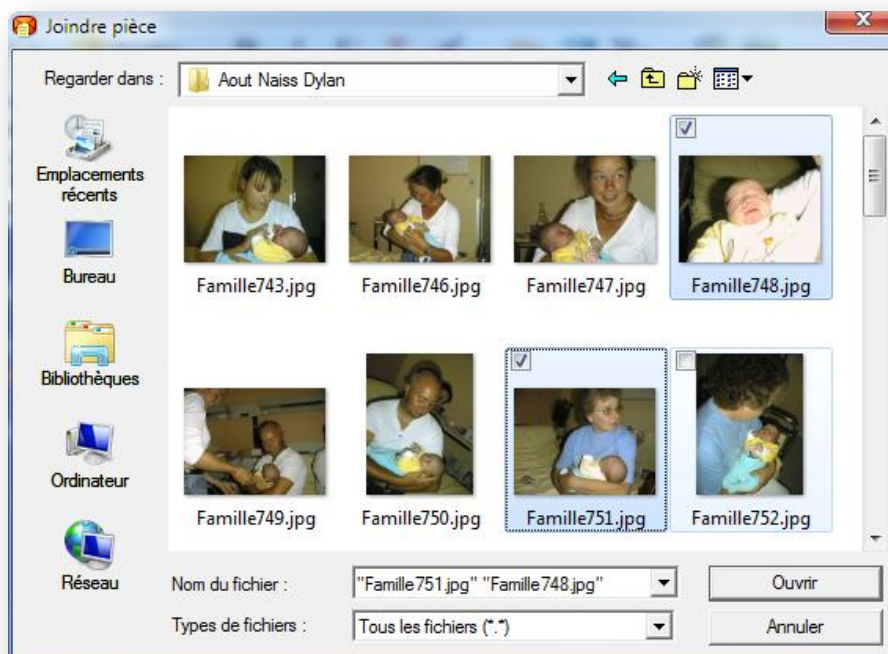 Joindre pièce
Regarder dans :
Aout Naiss Dylan
Emplacements
récents
Bureau
Bibliothèques
Ordinateur
Réseau
Famille743.jpg
Famille746.jpg
Famille747.jpg
Famille748.jpg
Famille749.jpg
Famille750.jpg
Famille751.jpg
Famille752.jpg
Nom du fichier :
"Famille751.jpg" "Famille748.jpg"
Ouvrir
Types de fichiers :
Tous les fichiers (*.*)
Annuler